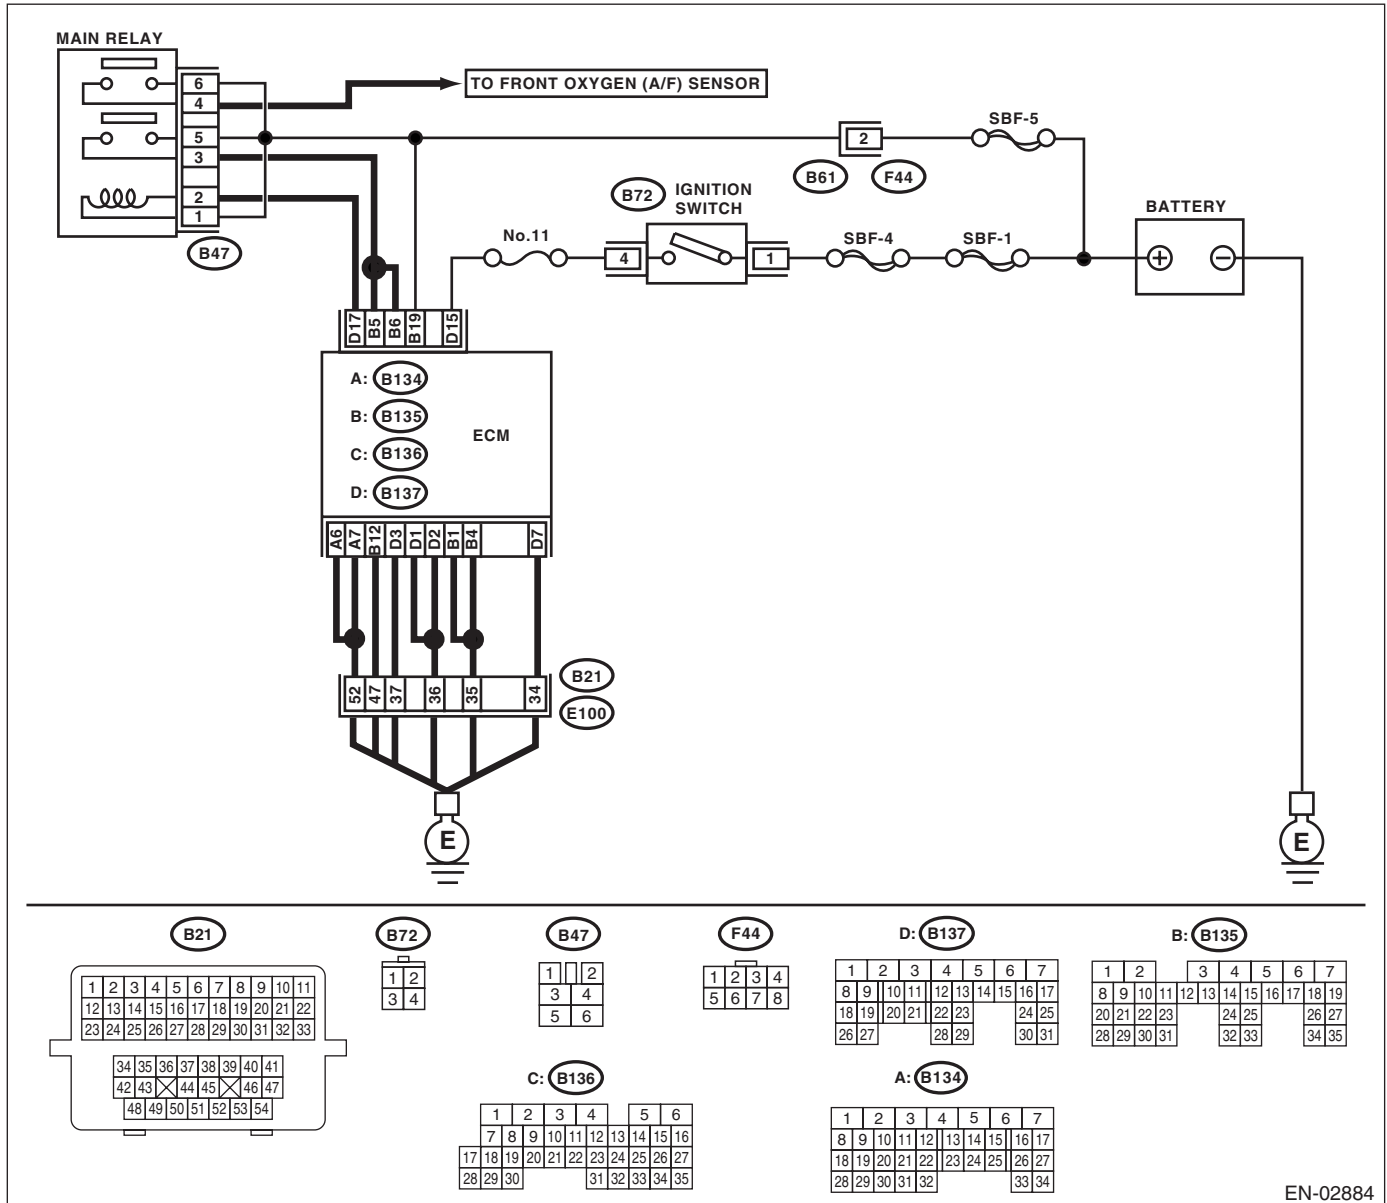 MAIN RELAY
6
4
5
3
2
1
B47
TO FRONT OXYGEN (A/F) SENSOR
2
B61
F44
SBF-5
B72
IGNITION
SWITCH
No.11
4
1
SBF-4
SBF-1
BATTERY
D17
B5
B6
B19
D15
A: B134
B: B135
C: B136
D: B137
ECM
A6
A7
B12
D3
D1
D2
B1
B4
D7
52
47
37
36
35
34
B21
E100
E
E
B21
1 2 3 4 5 6 7 8 9 10 11
12 13 14 15 16 17 18 19 20 21 22
23 24 25 26 27 28 29 30 31 32 33
34 35 36 37 38 39 40 41
42 43 44 45 46 47
48 49 50 51 52 53 54
B72
1 2
3 4
B47
1 2
3 4
5 6
F44
1 2 3 4
5 6 7 8
D: B137
1 2 3 4 5 6 7
8 9 10 11 12 13 14 15 16 17
18 19 20 21 22 23 24 25
26 27 28 29 30 31
B: B135
1 2 3 4 5 6 7
8 9 10 11 12 13 14 15 16 17 18 19
20 21 22 23 24 25 26 27
28 29 30 31 32 33 34 35
C: B136
1 2 3 4 5 6
7 8 9 10 11 12 13 14 15 16
17 18 19 20 21 22 23 24 25 26 27
28 29 30 31 32 33 34 35
A: B134
1 2 3 4 5 6 7
8 9 10 11 12 13 14 15 16 17
18 19 20 21 22 23 24 25 26 27
28 29 30 31 32 33 34
EN-02884